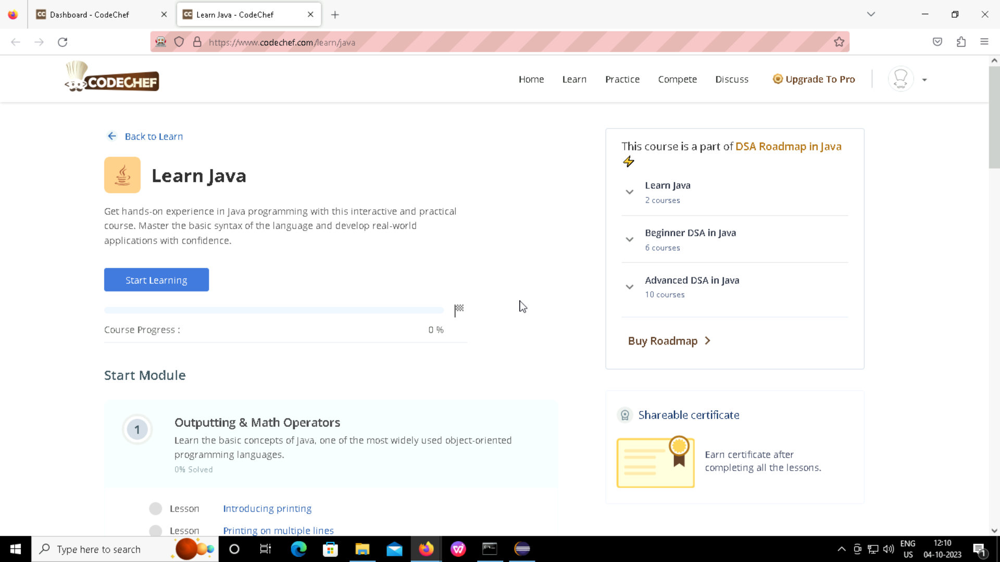 Dashboard - CodeChef
Learn Java - CodeChef
https://www.codechef.com/learn/java
CODECHEF
Home
Learn
Practice
Compete
Discuss
Upgrade To Pro
Back to Learn
Learn Java
Get hands-on experience in Java programming with this interactive and practical
course. Master the basic syntax of the language and develop real-world
applications with confidence.
Start Learning
Course Progress :
0 %
Start Module
1
Outputting & Math Operators
Learn the basic concepts of Java, one of the most widely used object-oriented
programming languages.
0% Solved
Lesson
Introducing printing
Lesson
Printing on multiple lines
This course is a part of DSA Roadmap in Java
Learn Java
2 courses
Beginner DSA in Java
6 courses
Advanced DSA in Java
10 courses
Buy Roadmap
Shareable certificate
Earn certificate after
completing all the lessons.
Type here to search
ENG
US
12:10
04-10-2023
1